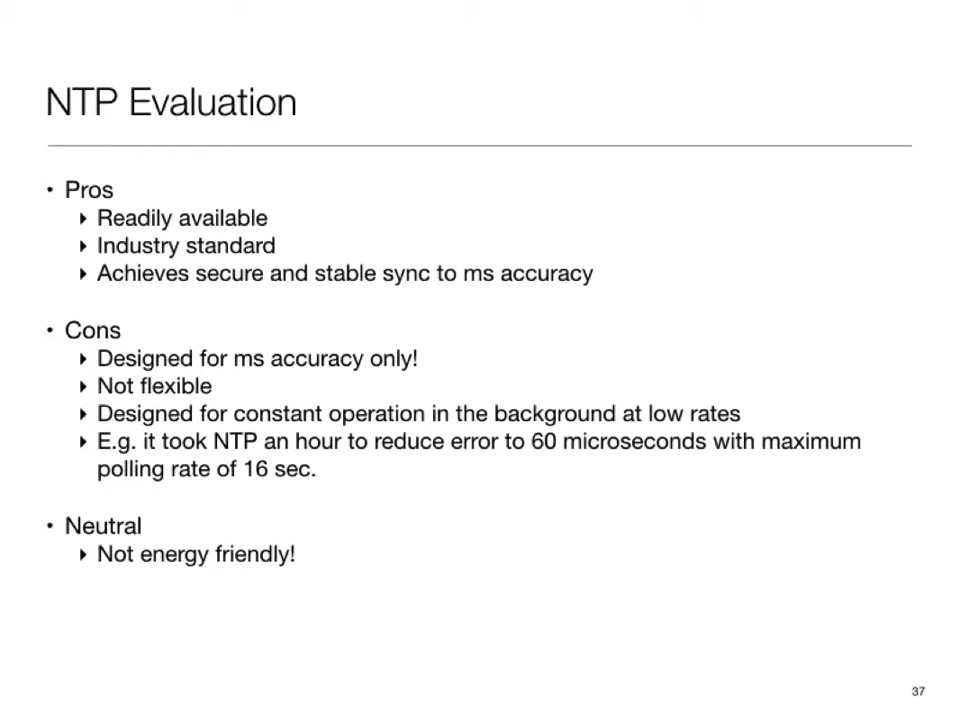 NTP Evaluation
• Pros
‣ Readily available
‣ Industry standard
‣ Achieves secure and stable sync to ms accuracy
• Cons
‣ Designed for ms accuracy only!
‣ Not flexible
‣ Designed for constant operation in the background at low rates
‣ E.g. it took NTP an hour to reduce error to 60 microseconds with maximum
polling rate of 16 sec.
• Neutral
‣ Not energy friendly!
37